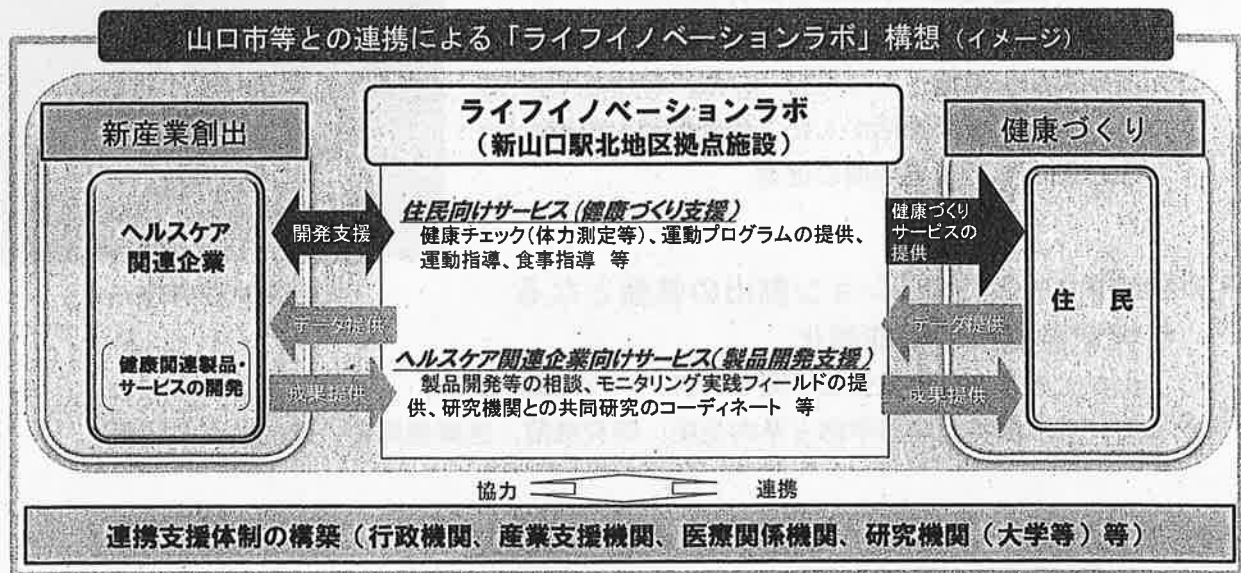 山口市等との連携による「ライフイノベーションラボ」構想（イメージ）
新産業創出
ヘルスケア
関連企業
健康関連製品・
サービスの開発
開発支援
データ提供
成果提供
ライフイノベーションラボ
（新山口駅北地区拠点施設）
住民向けサービス（健康づくり支援）
健康チェック（体力測定等）、運動プログラムの提供、
運動指導、食事指導 等
ヘルスケア関連企業向けサービス（製品開発支援）
製品開発等の相談、モニタリング実践フィールドの提
供、研究機関との共同研究のコーディネート 等
健康づくり
サービスの
提供
データ提供
成果提供
健康づくり
住 民
協力 連携
連携支援体制の構築（行政機関、産業支援機関、医療関係機関、研究機関（大学等）等）